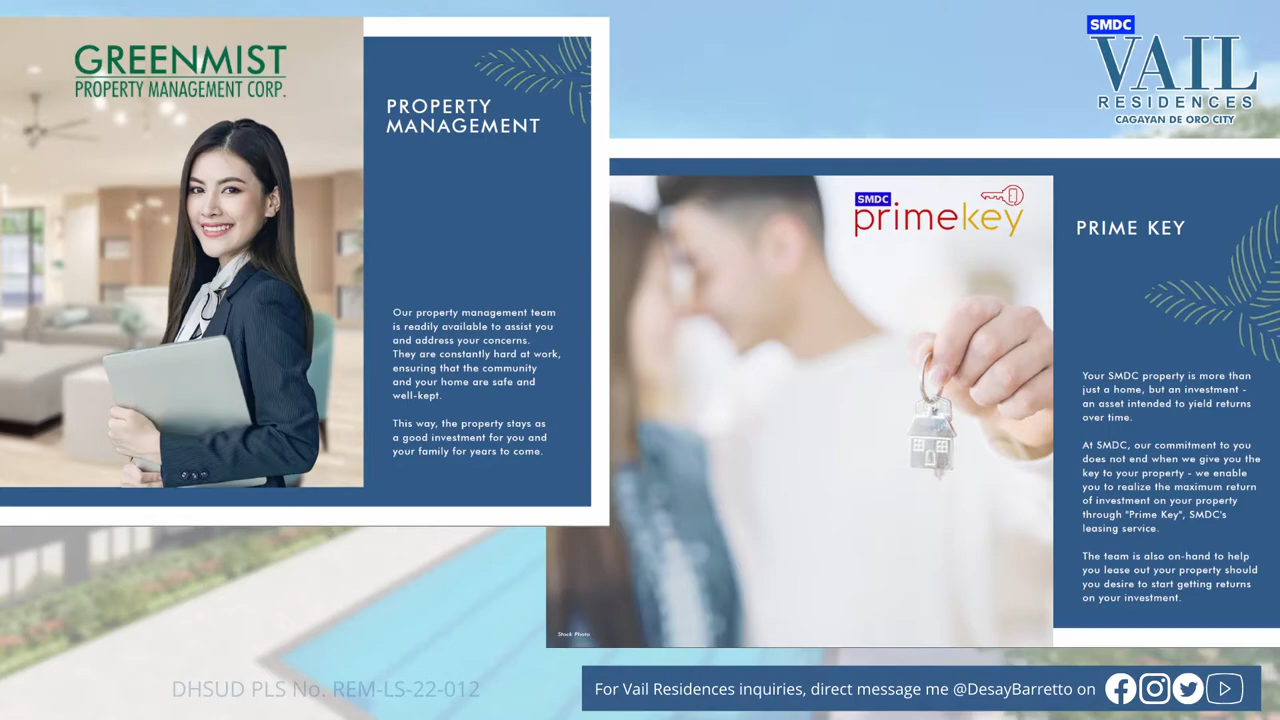 GREENMIST
PROPERTY MANAGEMENT CORP.
PROPERTY
MANAGEMENT
Our property management team
is readily available to assist you
and address your concerns.
They are constantly hard at work,
ensuring that the community
and your home are safe and
well-kept.
This way, the property stays as
a good investment for you and
your family for years to come.
SMDC
VAIL
RESIDENCES
CAGAYAN DE ORO CITY
SMDC
primekey
PRIME KEY
Your SMDC property is more than
just a home, but an investment -
an asset intended to yield returns
over time.
At SMDC, our commitment to you
does not end when we give you the
key to your property - we enable
you to realize the maximum return
of investment on your property
through "Prime Key", SMDC's
leasing service.
The team is also on-hand to help
you lease out your property should
you desire to start getting returns
on your investment.
Stock Photo
DHSUD PLS No. REM-LS-22-012
For Vail Residences inquiries, direct message me @DesayBarretto on